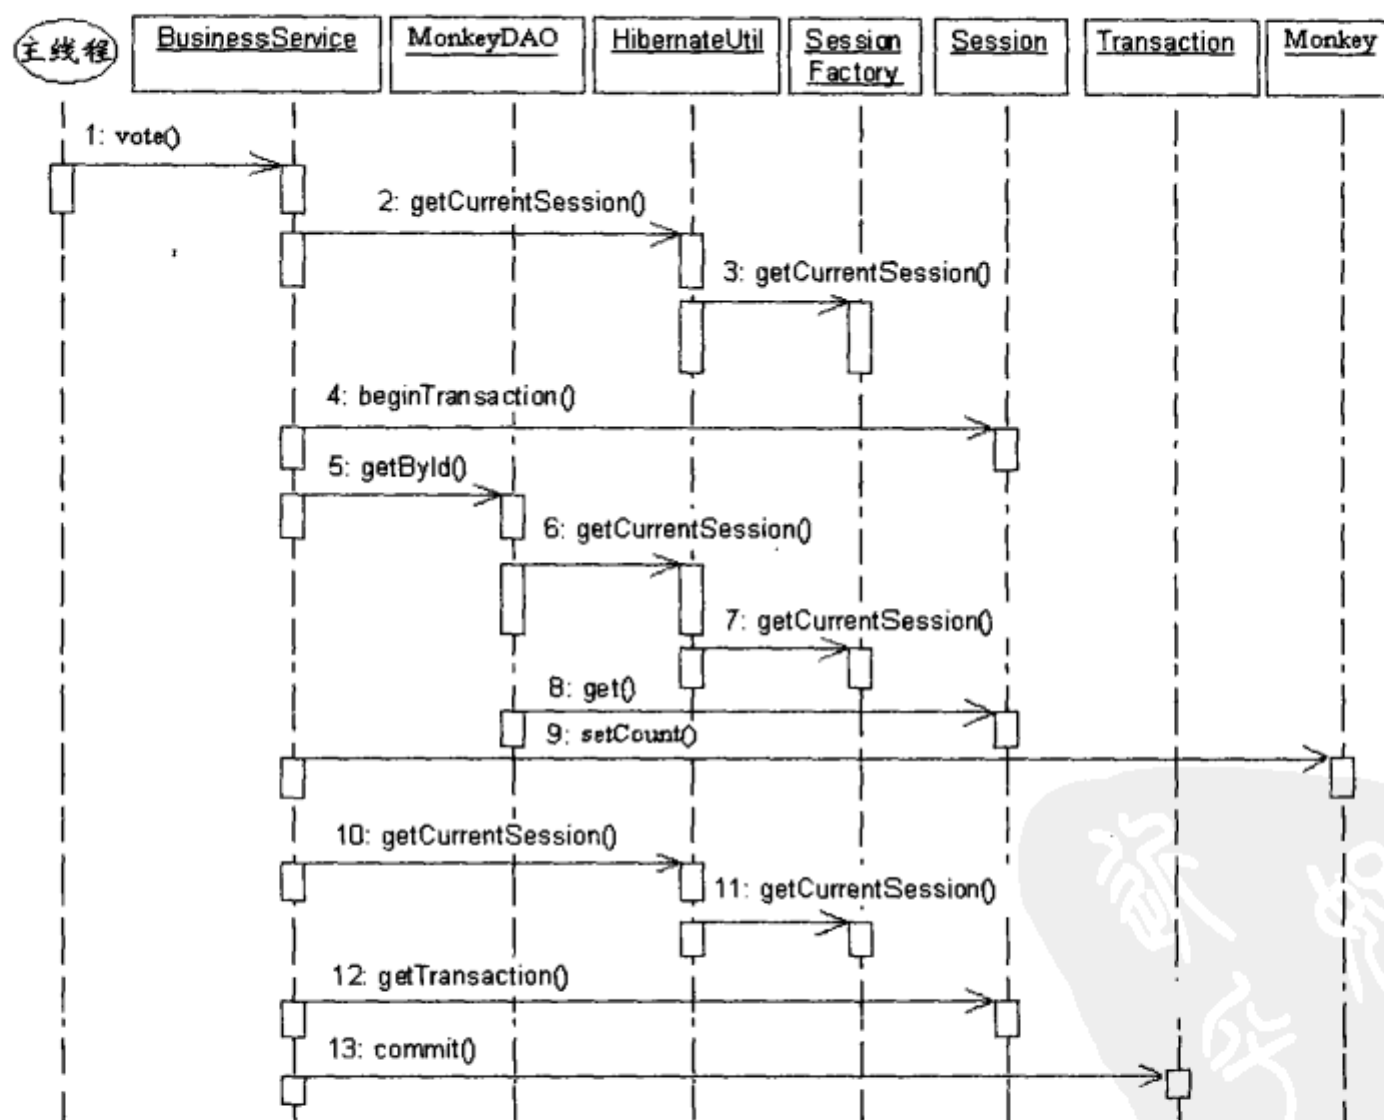 主线程
BusinessService
MonkeyDAO
HibernateUtil
Session
Factory
Session
Transaction
Monkey
1: vote()
2: getCurrentSession()
3: getCurrentSession()
4: beginTransaction()
5: getById()
6: getCurrentSession()
7: getCurrentSession()
8: get()
9: setCount()
10: getCurrentSession()
11: getCurrentSession()
12: getTransaction()
13: commit()